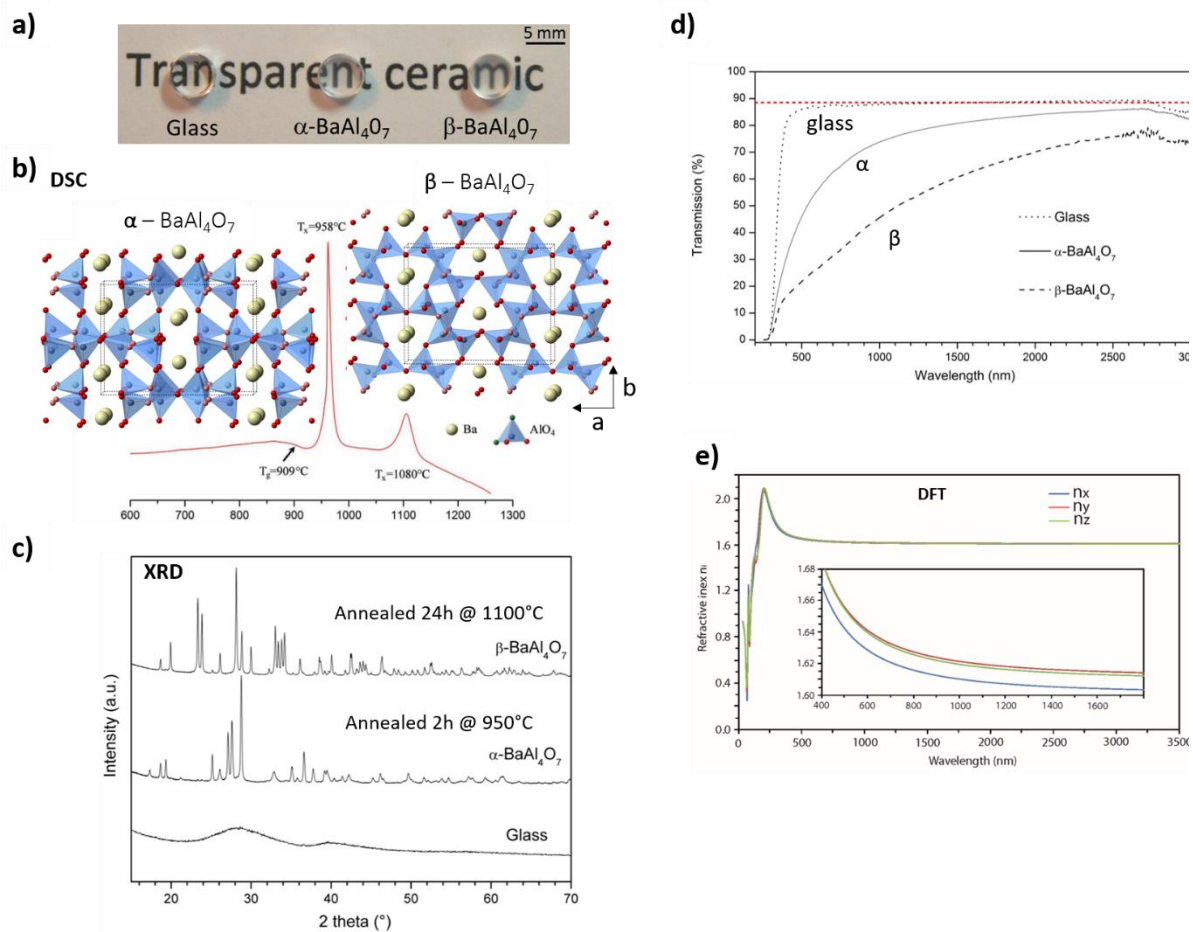 a)
5 mm
Transparent ceramic
Glass
α-BaAl₄0₇
β-BaAl₄0₇
b)
DSC
β – BaAl₄O₇
α – BaAl₄O₇
Tₓ=958°C
b
a
Ba
AlO₄
T_g=909°C
Tₓ=1080°C
600 700 800 900 1000 1100 1200 1300
c)
XRD
Annealed 24h @ 1100°C
β-BaAl₄O₇
Annealed 2h @ 950°C
α-BaAl₄O₇
Glass
Intensity (a.u.)
20 30 40 50 60 70
2 theta (°)
d)
100
90
80
70
60
50
40
30
20
10
0
Transmission (%)
glass
α
β
Glass
α-BaAl₄O₇
β-BaAl₄O₇
500 1000 1500 2000 2500 3000
Wavelength (nm)
e)
DFT
nx
ny
nz
2.0
1.6
1.2
0.8
0.4
0.0
Refractive inex ni
1.68
1.66
1.64
1.62
1.60
400 600 800 1000 1200 1400 1600
0 500 1000 1500 2000 2500 3000 3500
Wavelength (nm)